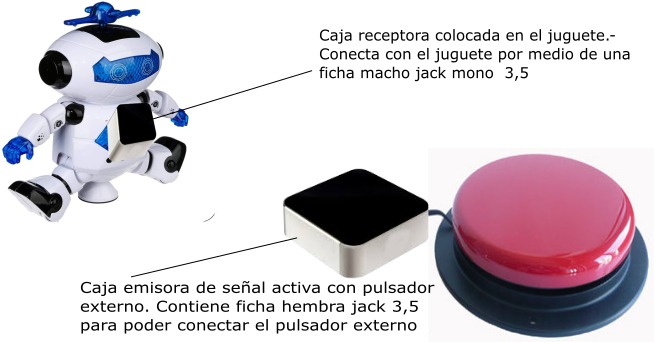 Caja receptora colocada en el juguete.-
Conecta con el juguete por medio de una
ficha macho jack mono 3,5
Caja emisora de señal activa con pulsador
externo. Contiene ficha hembra jack 3,5
para poder conectar el pulsador externo